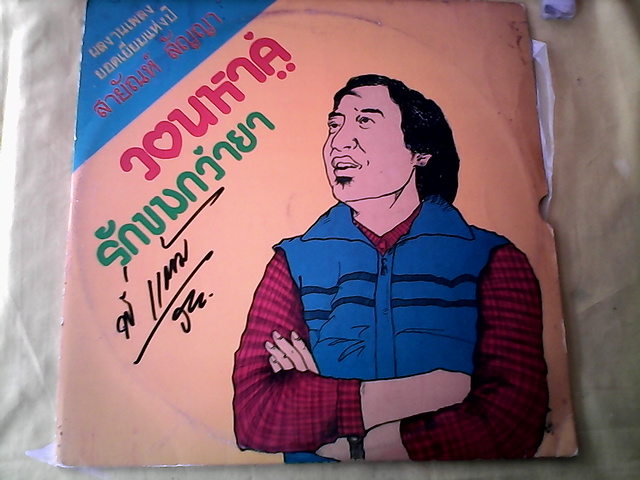 ผลงานเพลง
ยอดเยี่ยมแห่งปี
สายัณห์ สัญญา
วอนหาคู่
รักขมกว่ายา